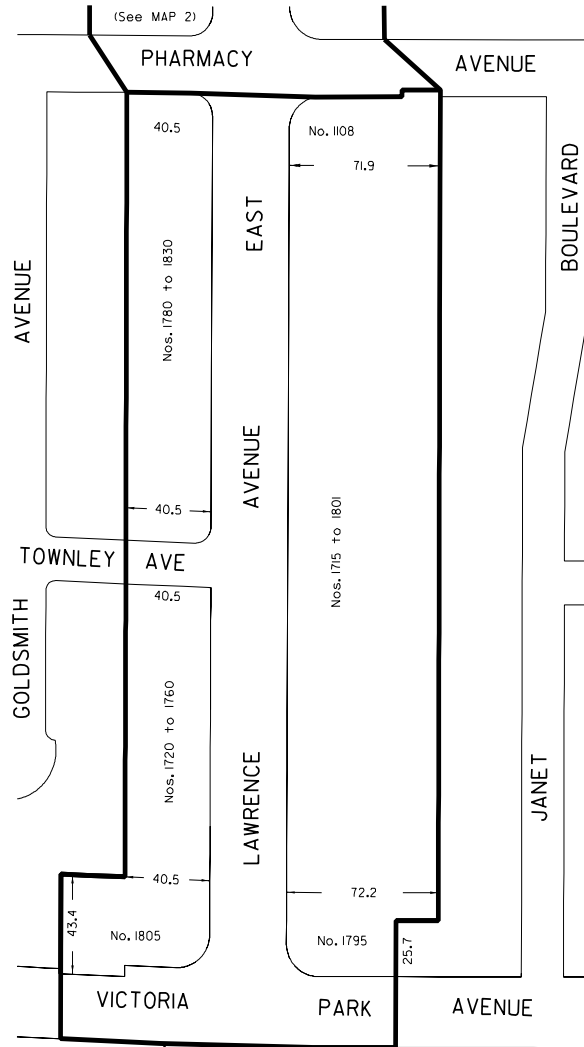 (See MAP 2)
PHARMACY AVENUE
40.5
No. 1108
71.9
EAST
BOULEVARD
AVENUE
Nos. 1780 to 1830
AVENUE
Nos. 1715 to 1801
40.5
TOWNLEY AVE
40.5
GOLDSMITH
Nos. 1720 to 1760
LAWRENCE
JANET
40.5
72.2
43.4
No. 1805
No. 1795
25.7
VICTORIA PARK AVENUE